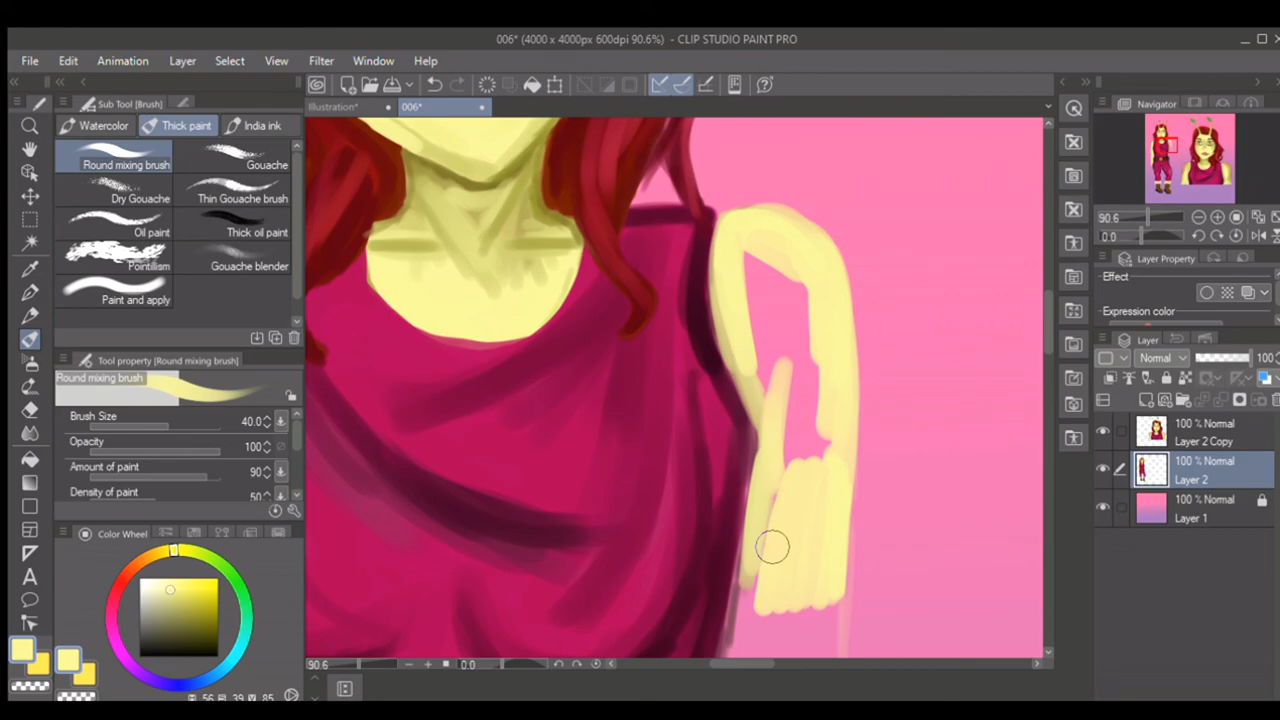 006* (4000 x 4000px 600dpi 90.6%) - CLIP STUDIO PAINT PRO
File Edit Animation Layer Select View Filter Window Help
Sub Tool [Brush]
Illustration* 006*
Navigator
Watercolor Thick paint India ink
Round mixing brush Gouache
Dry Gouache Thin Gouache brush
Oil paint Thick oil paint
Pointillism Gouache blender
Paint and apply
90.6
0.0
Layer Property
Effect
Expression color
Tool property [Round mixing brush]
Round mixing brush
Brush Size 40.0
Opacity 100
Amount of paint 90
Density of paint 50
Layer
Normal 100
100 % Normal
Layer 2 Copy
100 % Normal
Layer 2
100 % Normal
Layer 1
Color Wheel
56 39 85
90.6 0.0